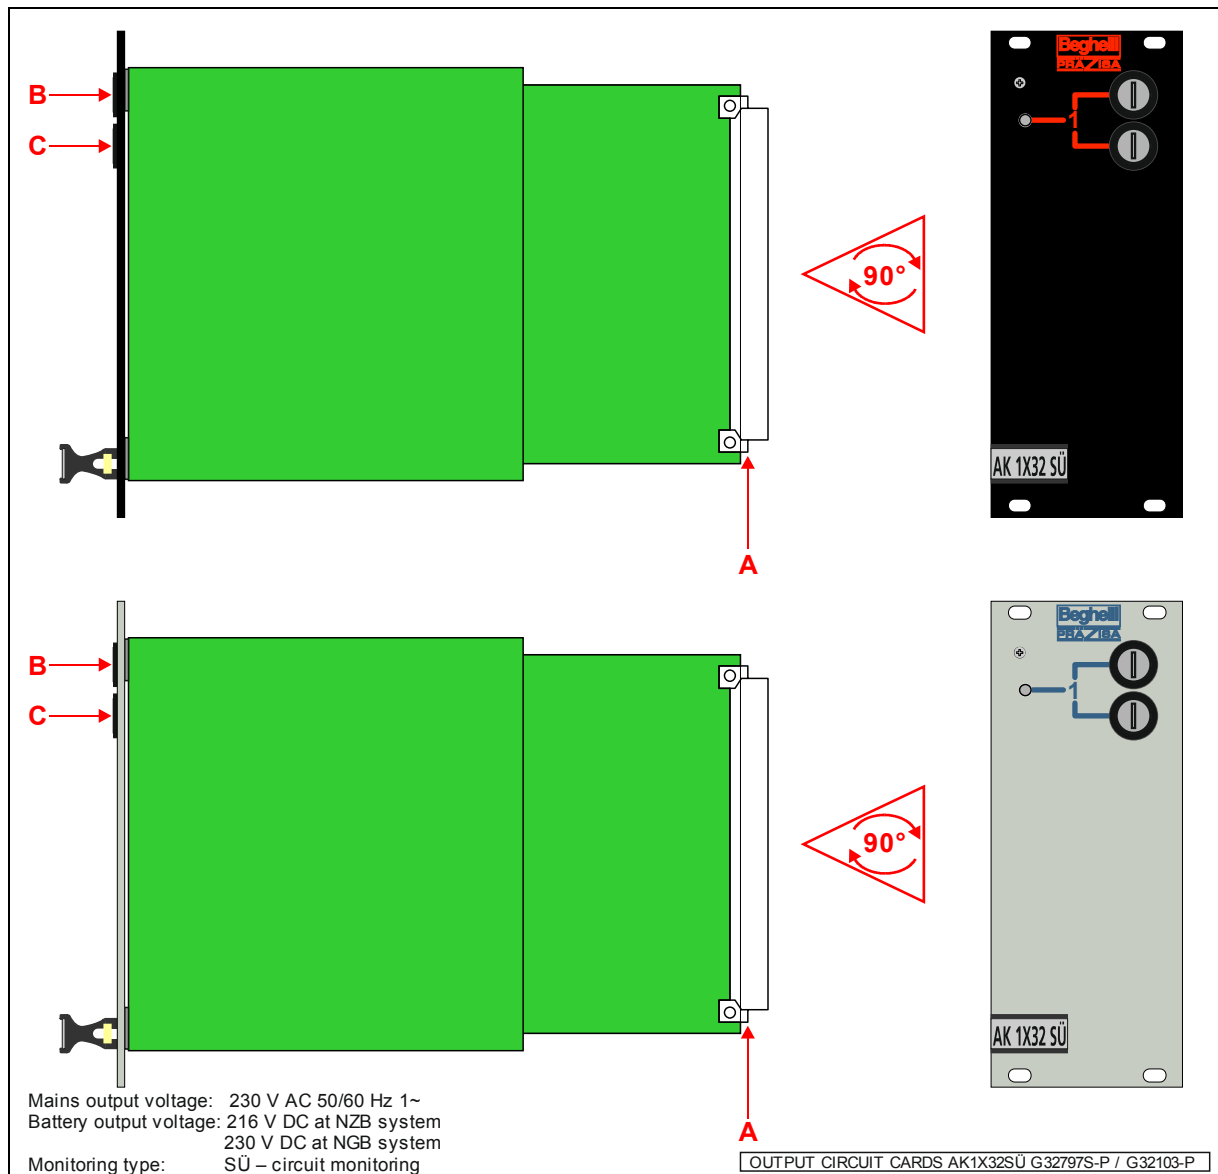 B
C
A
90°
Beghelli
PRÄZISA
1
AK 1X32 SÜ
B
C
A
90°
Beghelli
PRÄZISA
1
AK 1X32 SÜ
Mains output voltage: 230 V AC 50/60 Hz 1~
Battery output voltage: 216 V DC at NZB system
230 V DC at NGB system
Monitoring type: SÜ – circuit monitoring
OUTPUT CIRCUIT CARDS AK1X32SÜ G32797S-P / G32103-P